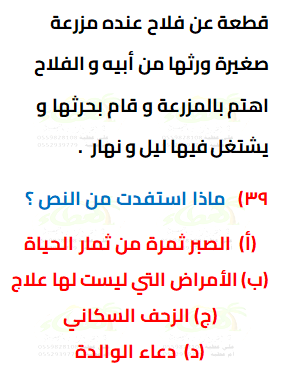 قطعة عن فلاح عنده مزرعة
صغيرة ورثها من أبيه و الفلاح
اهتم بالمزرعة و قام بحرثها و
يشتغل فيها ليل و نهار .
٣٩) ماذا استفدت من النص ؟
(أ) الصبر ثمرة من ثمار الحياة
(ب) الأمراض التي ليست لها علاج
(ج) الزحف السكاني
(د) دعاء الوالدة